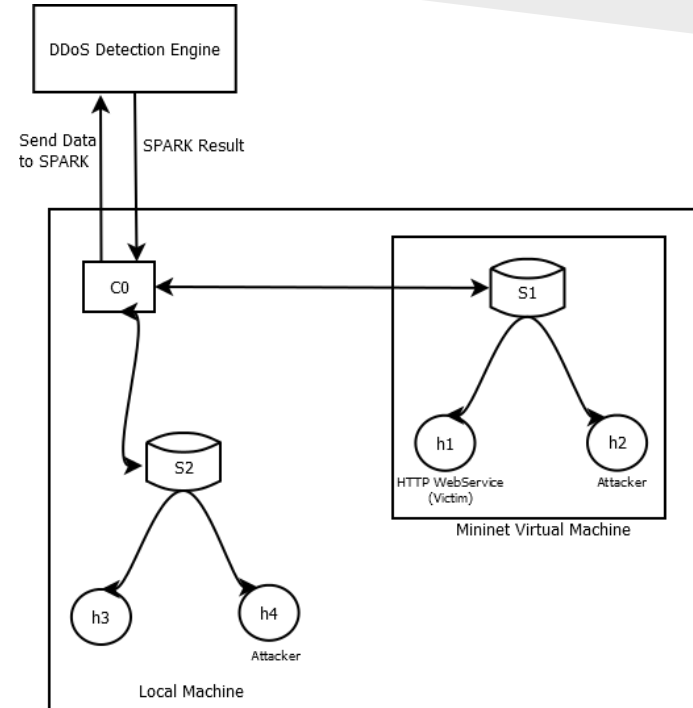 DDoS Detection Engine
Send Data
to SPARK
SPARK Result
C0
S1
h1
h2
HTTP WebService
(Victim)
Attacker
Mininet Virtual Machine
S2
h3
h4
Attacker
Local Machine